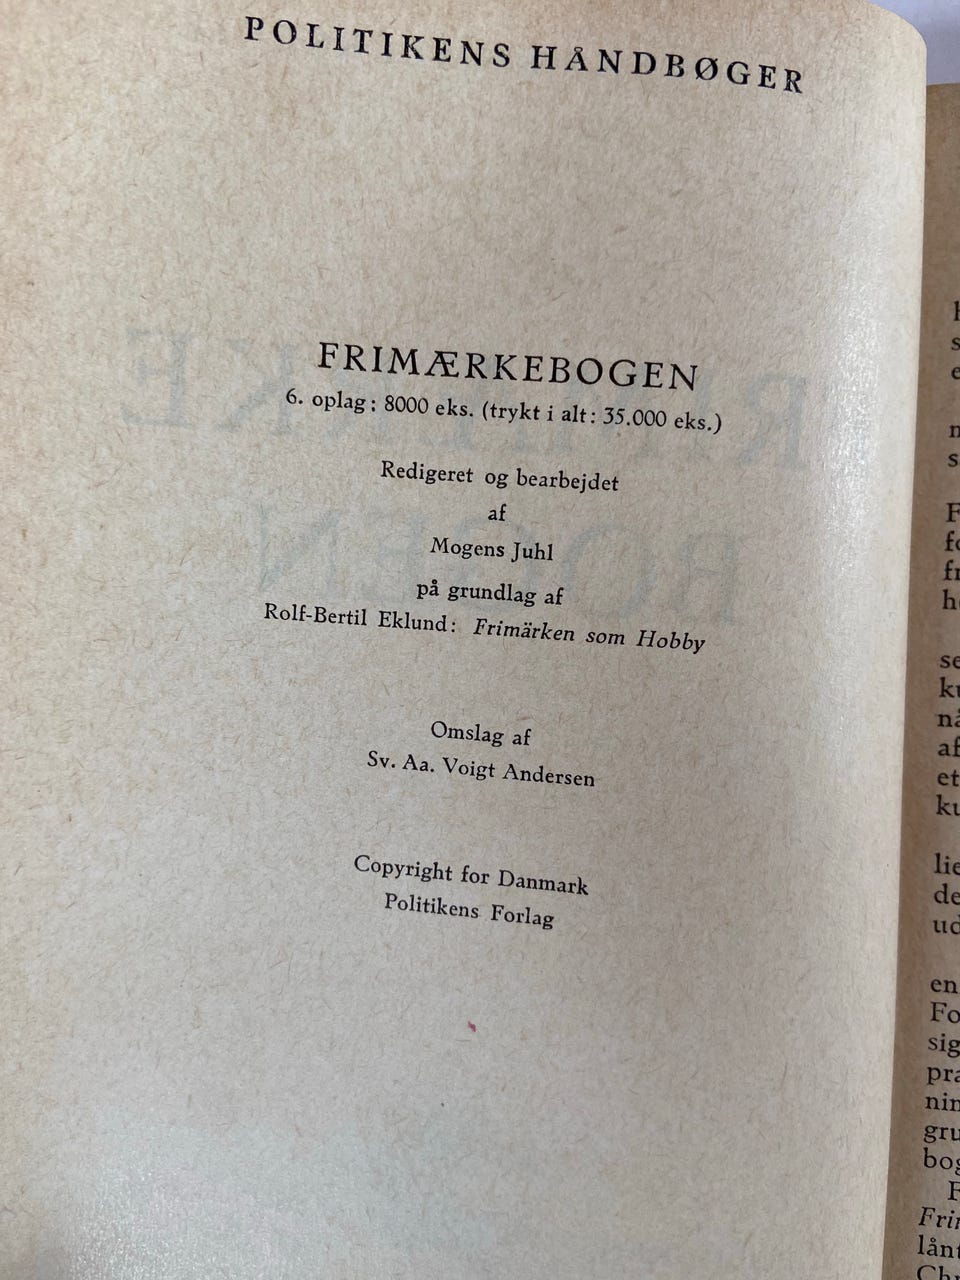 POLITIKENS HÅNDBØGER
FRIMÆRKEBOGEN
6. oplag: 8000 eks. (trykt i alt: 35.000 eks.)
Redigeret og bearbejdet
af
Mogens Juhl
på grundlag af
Rolf-Bertil Eklund: Frimärken som Hobby
Omslag af
Sv. Aa. Voigt Andersen
Copyright for Danmark
Politikens Forlag